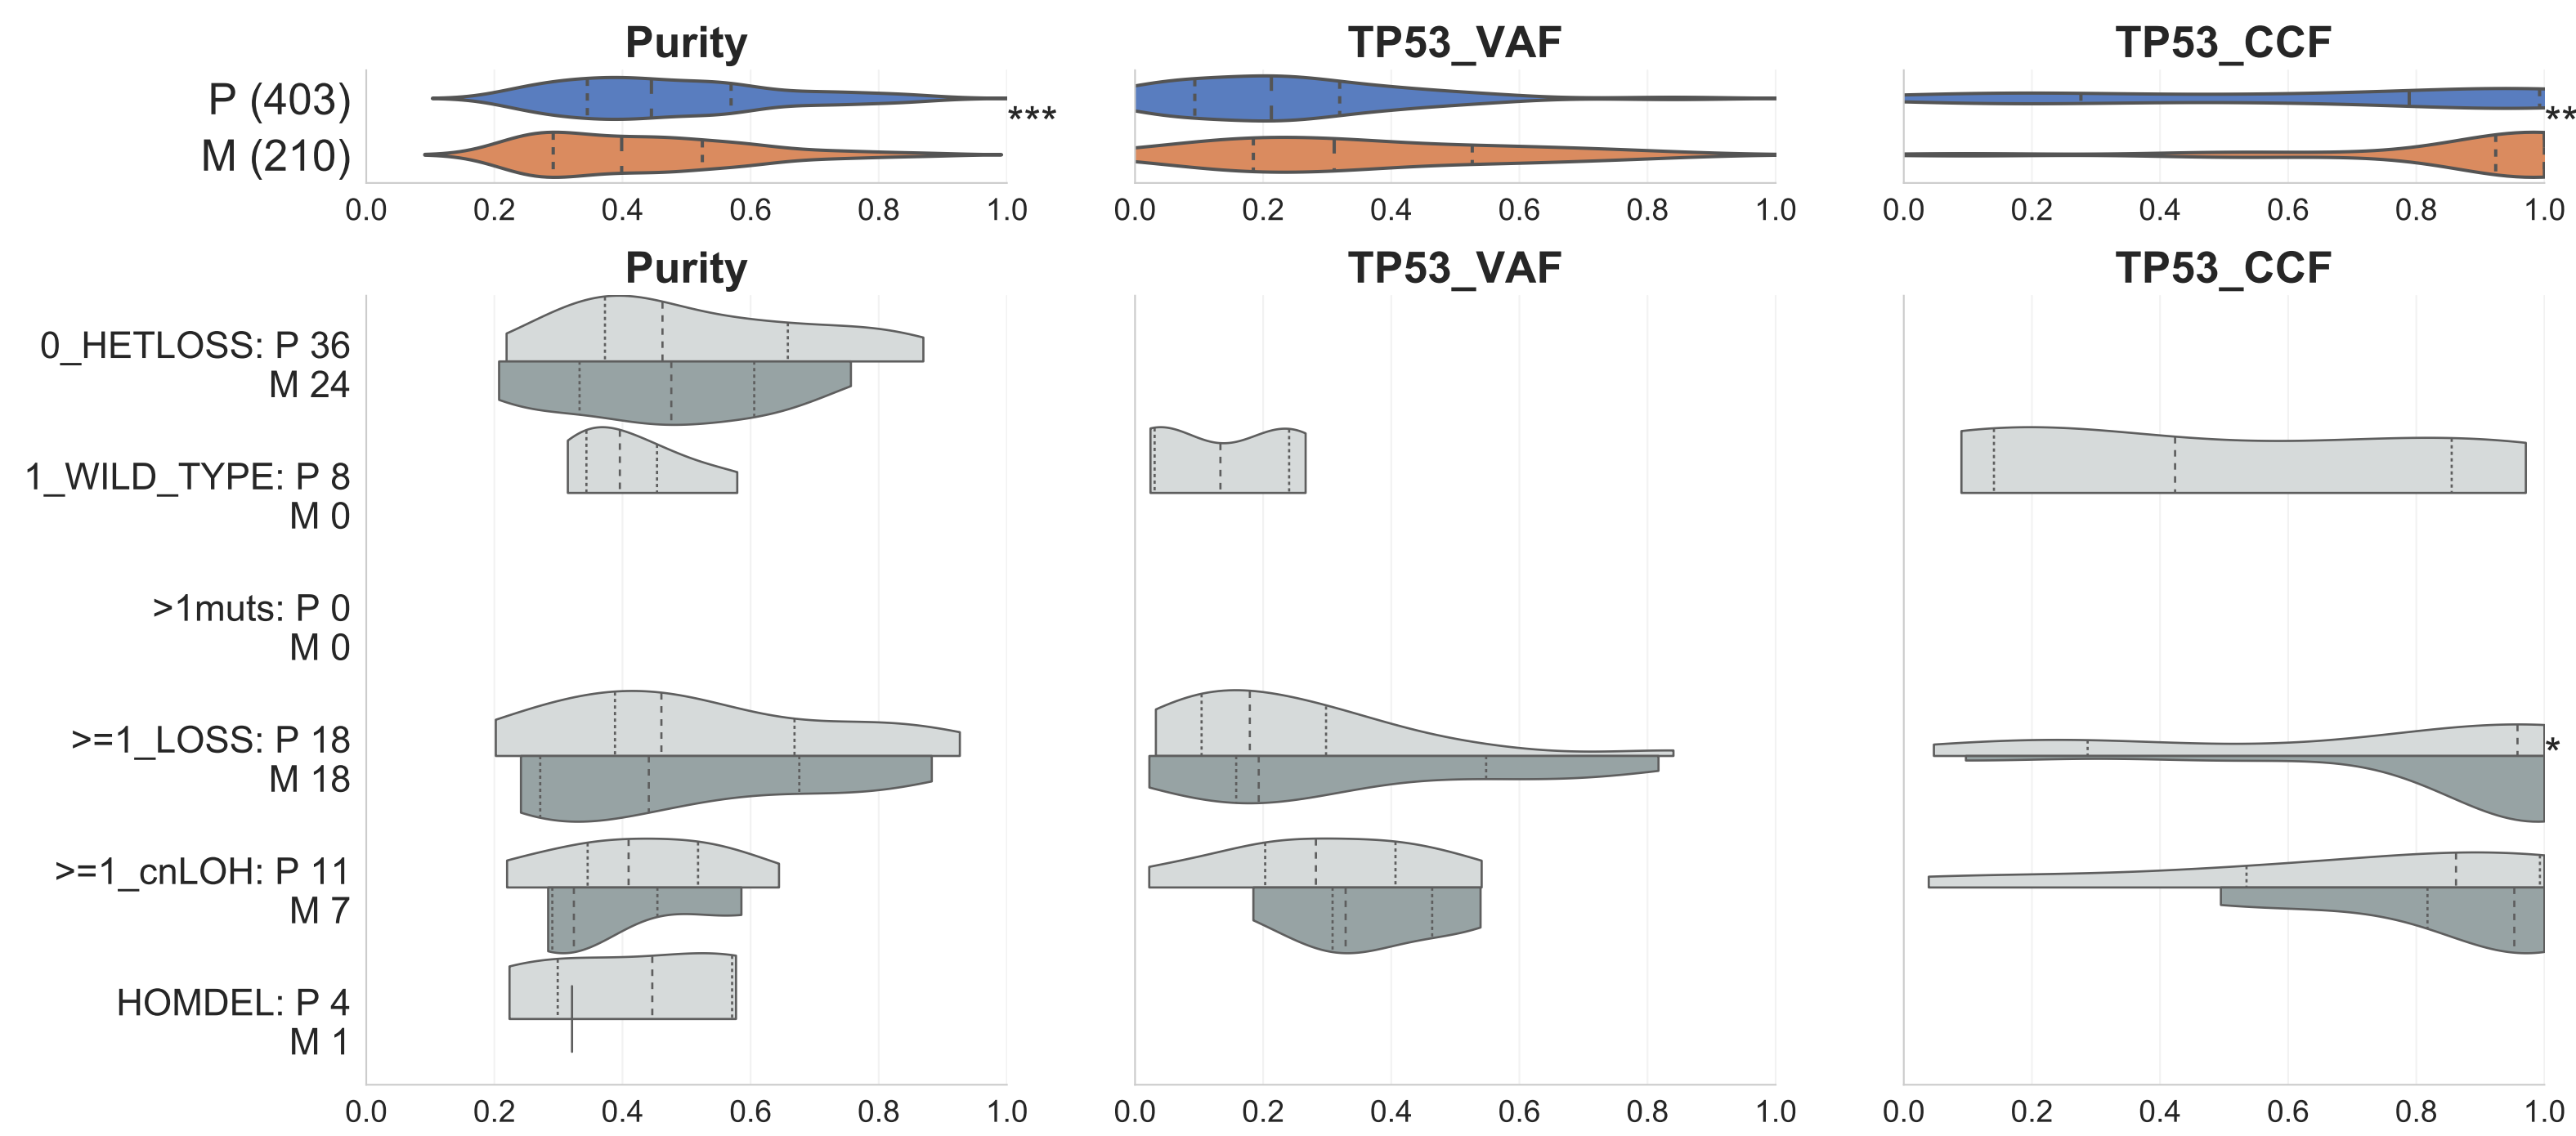 Purity TP53_VAF TP53_CCF
P (403)
***
**
M (210)
0.0 0.2 0.4 0.6 0.8 1.0 0.0 0.2 0.4 0.6 0.8 1.0 0.0 0.2 0.4 0.6 0.8 1.0
Purity TP53_VAF TP53_CCF
0_HETLOSS: P 36
M 24
1_WILD_TYPE: P 8
M 0
>1muts: P 0
M 0
>=1_LOSS: P 18
*
M 18
>=1_cnLOH: P 11
M 7
HOMDEL: P 4
M 1
0.0 0.2 0.4 0.6 0.8 1.0 0.0 0.2 0.4 0.6 0.8 1.0 0.0 0.2 0.4 0.6 0.8 1.0